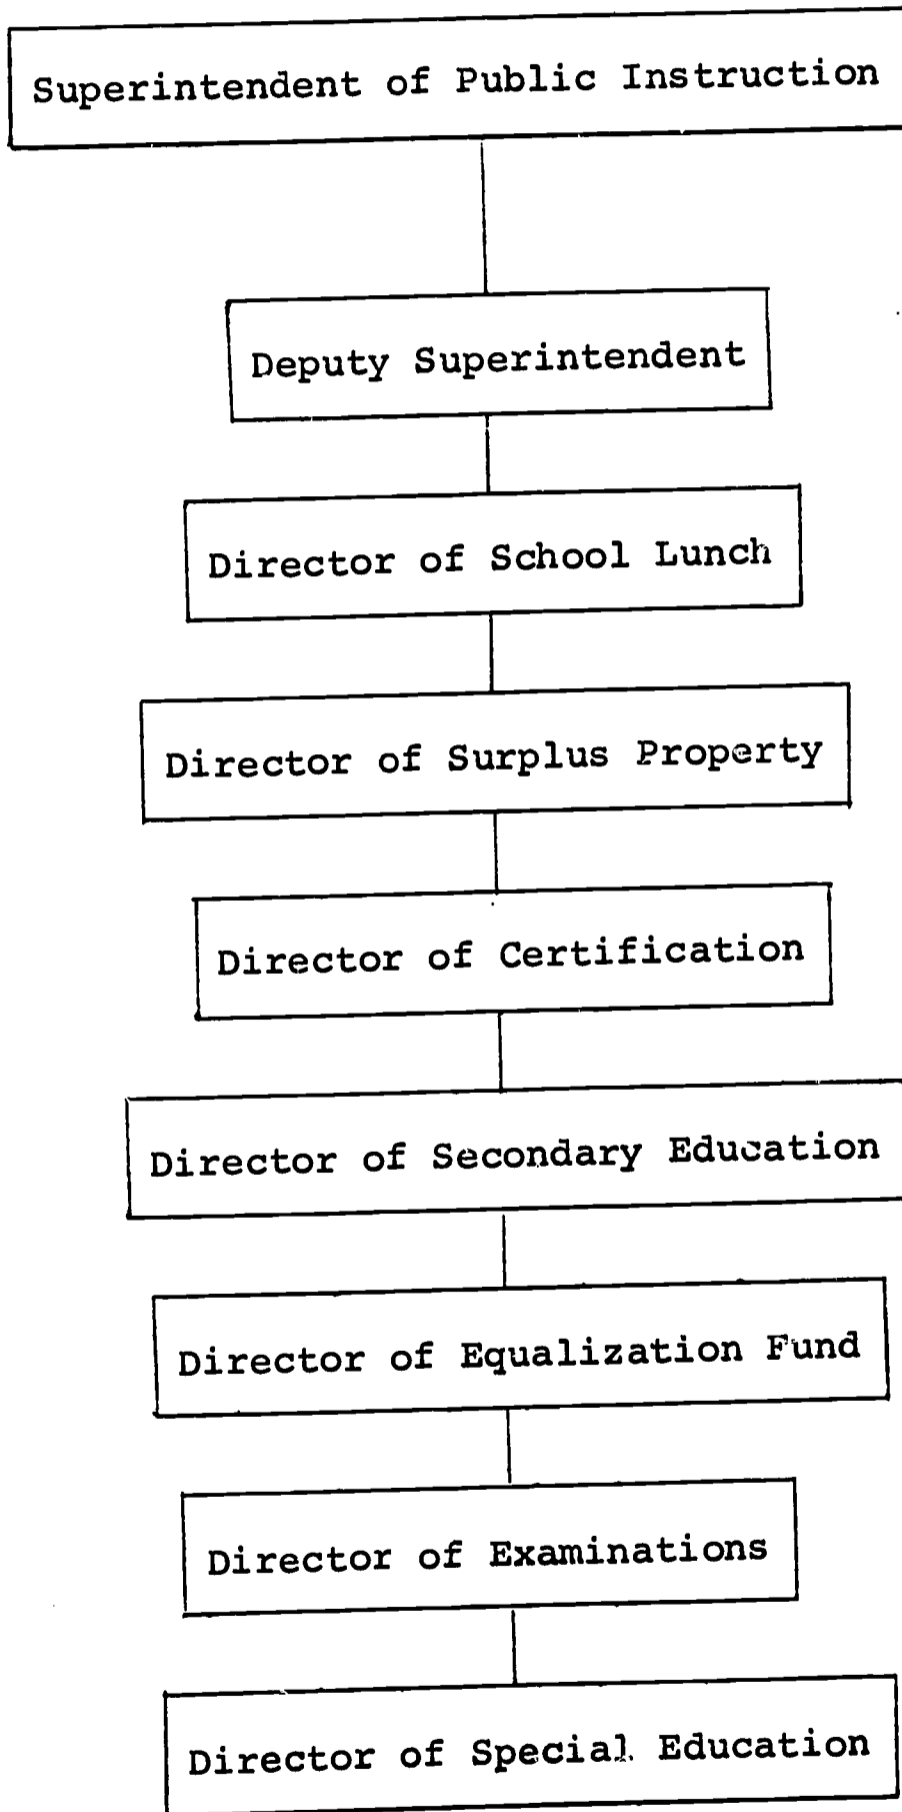 Superintendent of Public Instruction
Deputy Superintendent
Director of School Lunch
Director of Surplus Property
Director of Certification
Director of Secondary Education
Director of Equalization Fund
Director of Examinations
Director of Special Education